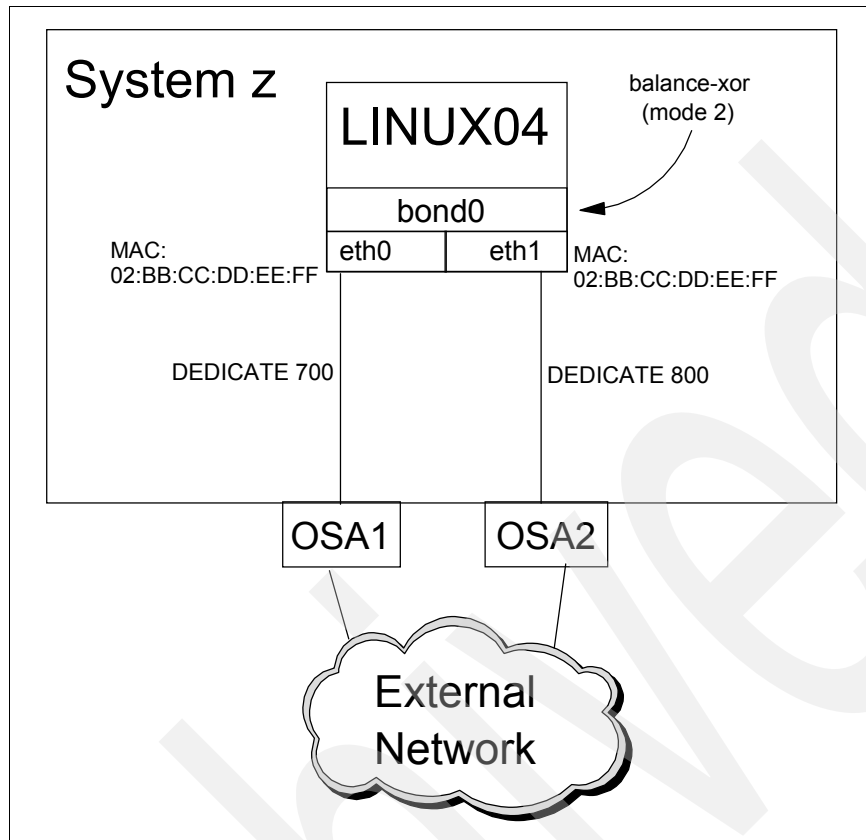 System z
LINUX04
balance-xor
(mode 2)
bond0
eth0
eth1
MAC:
02:BB:CC:DD:EE:FF
MAC:
02:BB:CC:DD:EE:FF
DEDICATE 700
DEDICATE 800
OSA1
OSA2
External
Network